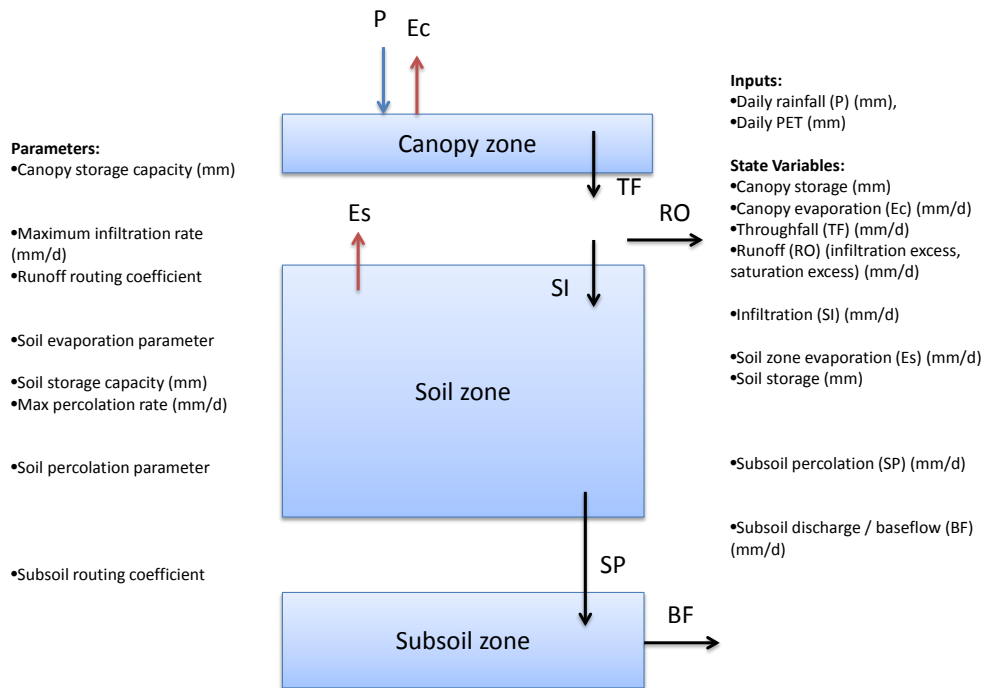 P
Ec
Canopy zone
TF
RO
Es
SI
Soil zone
SP
BF
Subsoil zone
Parameters:
•Canopy storage capacity (mm)
•Maximum infiltration rate
(mm/d)
•Runoff routing coefficient
•Soil evaporation parameter
•Soil storage capacity (mm)
•Max percolation rate (mm/d)
•Soil percolation parameter
•Subsoil routing coefficient
Inputs:
•Daily rainfall (P) (mm),
•Daily PET (mm)
State Variables:
•Canopy storage (mm)
•Canopy evaporation (Ec) (mm/d)
•Throughfall (TF) (mm/d)
•Runoff (RO) (infiltration excess,
saturation excess) (mm/d)
•Infiltration (SI) (mm/d)
•Soil zone evaporation (Es) (mm/d)
•Soil storage (mm)
•Subsoil percolation (SP) (mm/d)
•Subsoil discharge / baseflow (BF)
(mm/d)